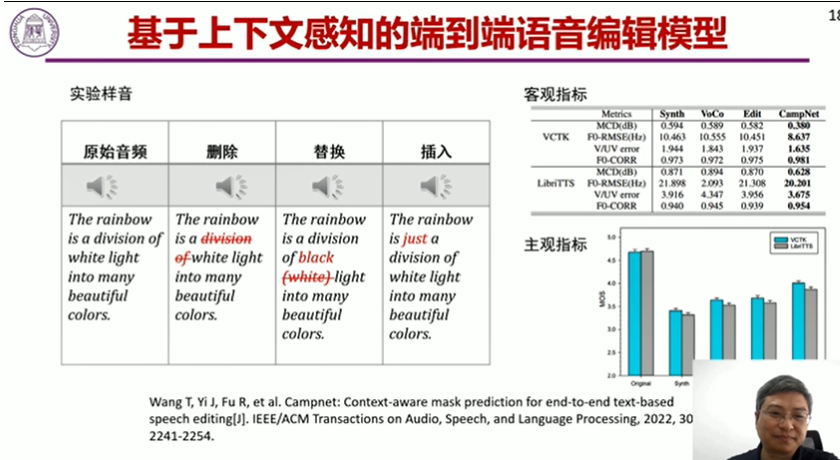 18
基于上下文感知的端到端语音编辑模型
实验样音
原始音频 删除 替换 插入
The rainbow is a division of white light into many beautiful colors.
The rainbow is a division of white light into many beautiful colors.
The rainbow is a division of black (white) light into many beautiful colors.
The rainbow is just a division of white light into many beautiful colors.
客观指标
Metrics Synth VoCo Edit CampNet
VCTK
MCD(dB) 0.594 0.589 0.582 0.380
F0-RMSE(Hz) 10.463 10.555 10.451 8.637
V/UV error 1.944 1.843 1.937 1.635
F0-CORR 0.973 0.972 0.975 0.981
LibriTTS
MCD(dB) 0.871 0.894 0.870 0.628
F0-RMSE(Hz) 21.898 2.093 21.308 20.201
V/UV error 3.916 4.347 3.956 3.675
F0-CORR 0.940 0.945 0.939 0.954
主观指标
VCTK
LibriTTS
MOS
5.0
4.5
4.0
3.5
3.0
2.5
2.0
Original Synth
Wang T, Yi J, Fu R, et al. Campnet: Context-aware mask prediction for end-to-end text-based
speech editing[J]. IEEE/ACM Transactions on Audio, Speech, and Language Processing, 2022, 30
2241-2254.